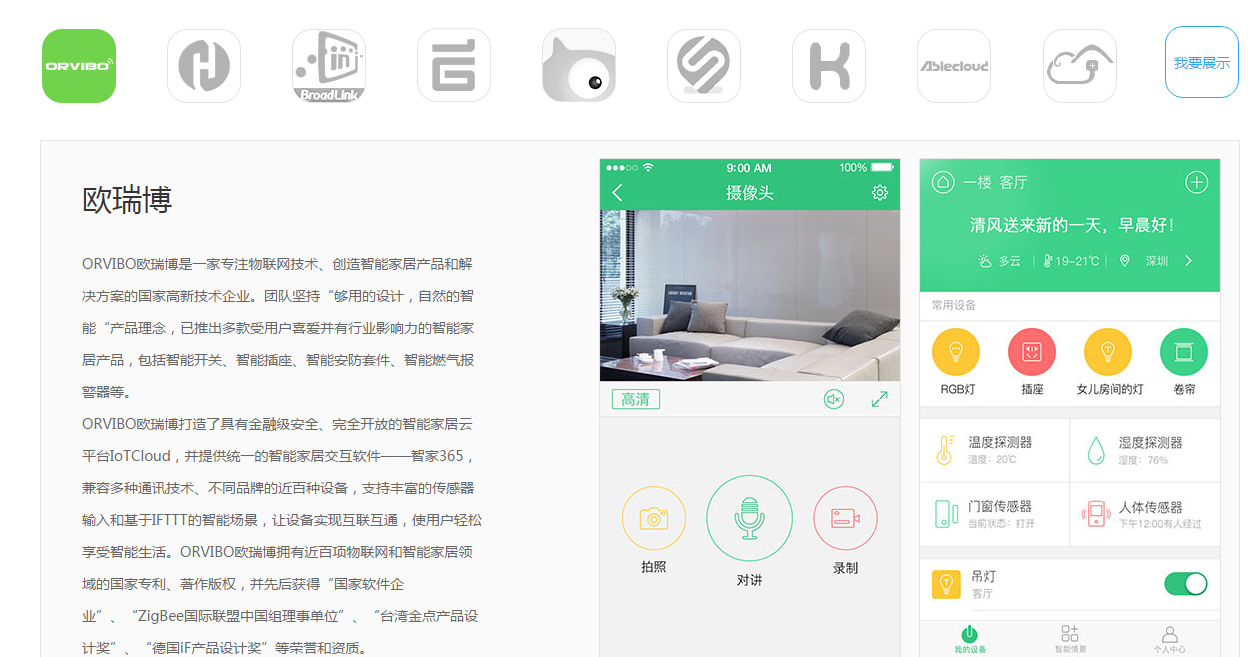 ORVIBO
BroadLink
Ablecloud
我要展示
欧瑞博
ORVIBO欧瑞博是一家专注物联网技术、创造智能家居产品和解
决方案的国家高新技术企业。团队坚持“够用的设计，自然的智
能“产品理念，已推出多款受用户喜爱并有行业影响力的智能家
居产品，包括智能开关、智能插座、智能安防套件、智能燃气报
警器等。
ORVIBO欧瑞博打造了具有金融级安全、完全开放的智能家居云
平台IoTCloud，并提供统一的智能家居交互软件——智家365，
兼容多种通讯技术、不同品牌的近百种设备，支持丰富的传感器
输入和基于IFTTT的智能场景，让设备实现互联互通，使用户轻松
享受智能生活。ORVIBO欧瑞博拥有近百项物联网和智能家居领
域的国家专利、著作版权，并先后获得“国家软件企
业”、“ZigBee国际联盟中国组理事单位”、“台湾金点产品设
计奖”、“德国iF产品设计奖”等荣誉和资质。
9:00 AM
100%
摄像头
高清
拍照
对讲
录制
一楼 客厅
清风送来新的一天，早晨好！
多云
19-21℃
深圳
常用设备
RGB灯
插座
女儿房间的灯
卷帘
温度探测器
温度：20℃
湿度探测器
湿度：76%
门窗传感器
当前状态：打开
人体传感器
下午12:00有人经过
吊灯
客厅
我的设备
智能情景
个人中心